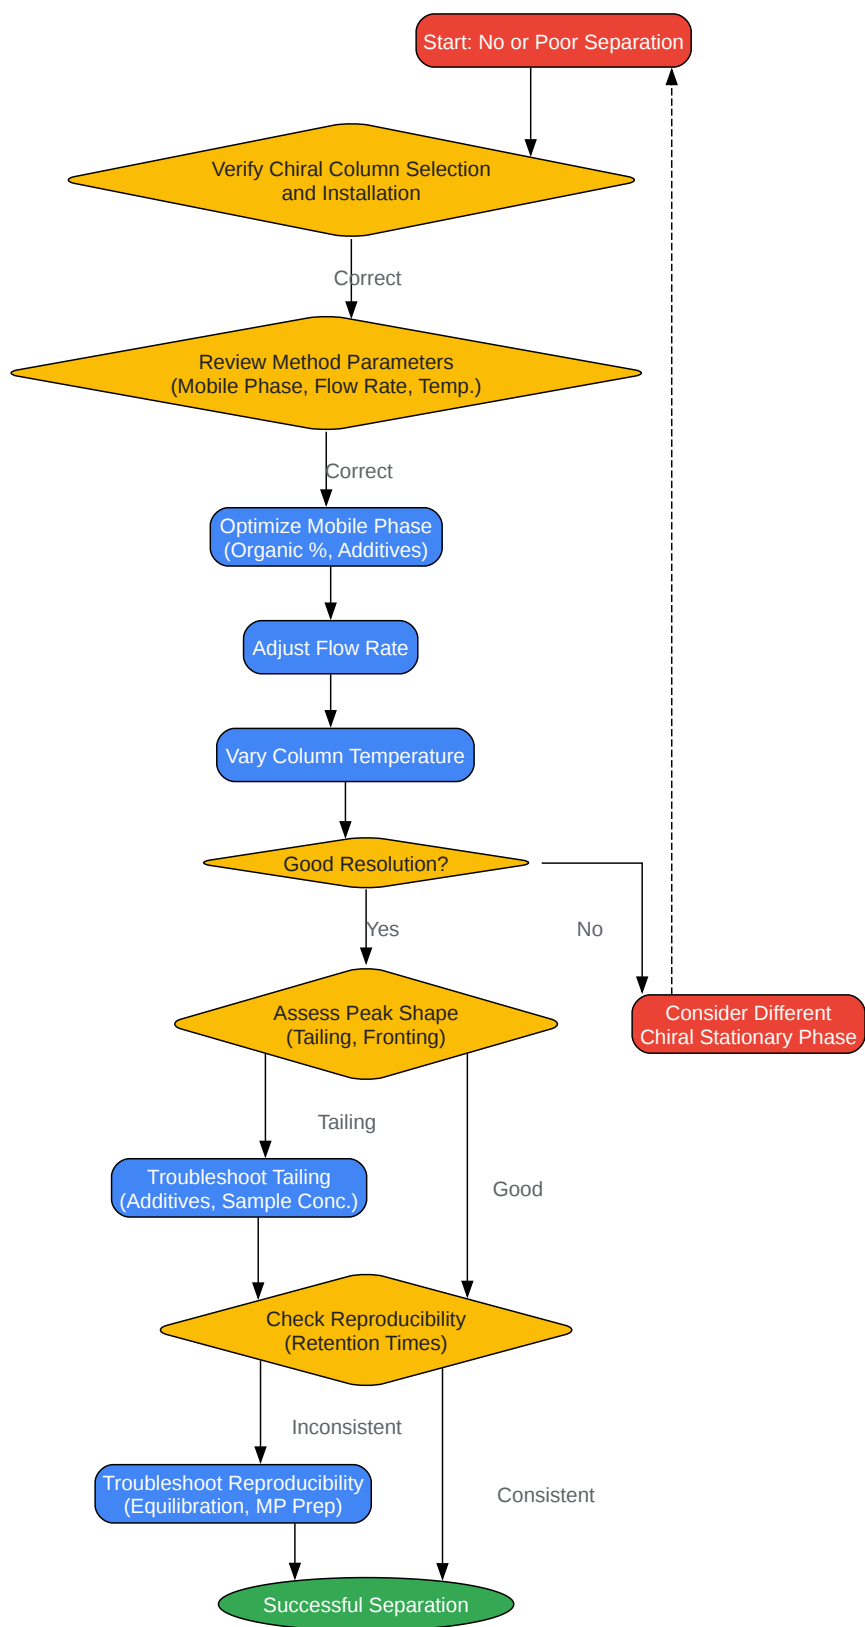 Start: No or Poor Separation
Verify Chiral Column Selection
and Installation
Correct
Review Method Parameters
(Mobile Phase, Flow Rate, Temp.)
Correct
Optimize Mobile Phase
(Organic %, Additives)
Adjust Flow Rate
Vary Column Temperature
Good Resolution?
Yes
No
Assess Peak Shape
(Tailing, Fronting)
Consider Different
Chiral Stationary Phase
Tailing
Troubleshoot Tailing
(Additives, Sample Conc.)
Good
Check Reproducibility
(Retention Times)
Inconsistent
Troubleshoot Reproducibility
(Equilibration, MP Prep)
Consistent
Successful Separation